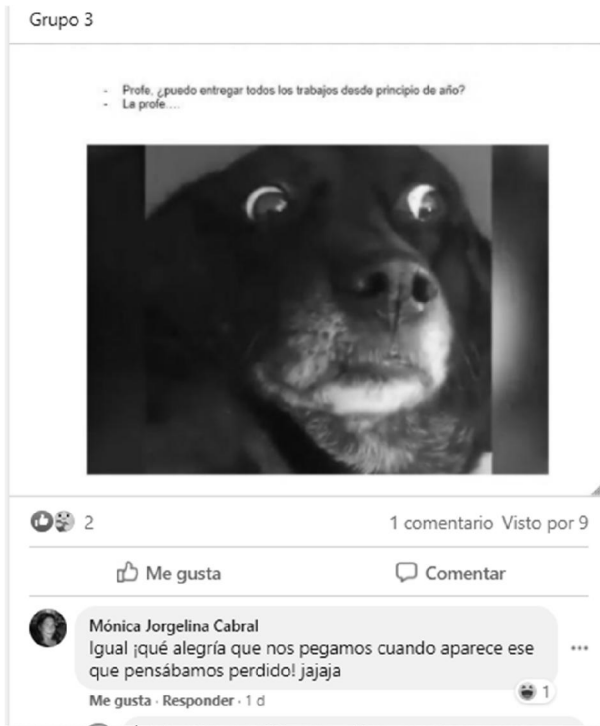 Grupo 3
- Profe, ¿puedo entregar todos los trabajos desde principio de año?
- La profe....
2
1 comentario Visto por 9
Me gusta
Comentar
Mónica Jorgelina Cabral
Igual ¡qué alegría que nos pegamos cuando aparece ese
que pensábamos perdido! jajaja
1
Me gusta · Responder · 1 d